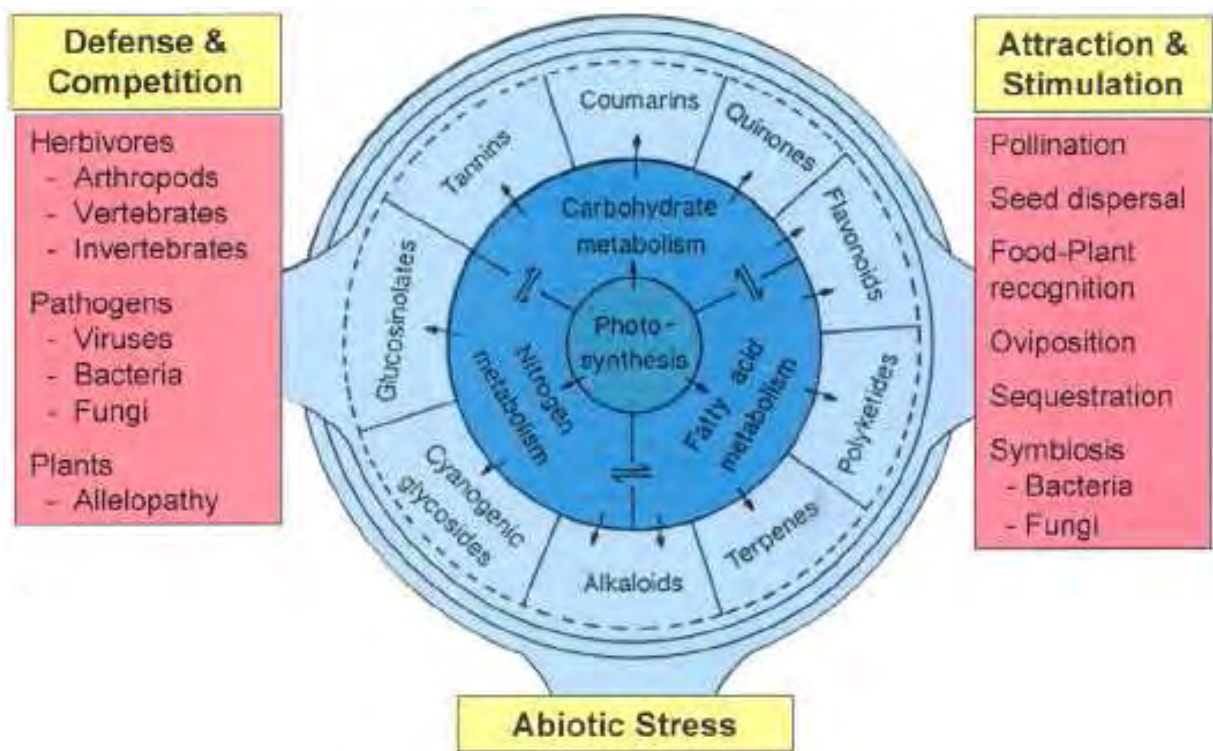 Defense &
Competition
Herbivores
- Arthropods
- Vertebrates
- Invertebrates
Pathogens
- Viruses
- Bacteria
- Fungi
Plants
- Allelopathy
Coumarins
Quinones
Flavonoids
Polyketides
Terpenes
Alkaloids
Cyanogenic
glycosides
Glucosinolates
Tannins
Carbohydrate
metabolism
Photo-
synthesis
Nitrogen
metabolism
Fatty
acid
metabolism
Attraction &
Stimulation
Pollination
Seed dispersal
Food-Plant
recognition
Oviposition
Sequestration
Symbiosis
- Bacteria
- Fungi
Abiotic Stress